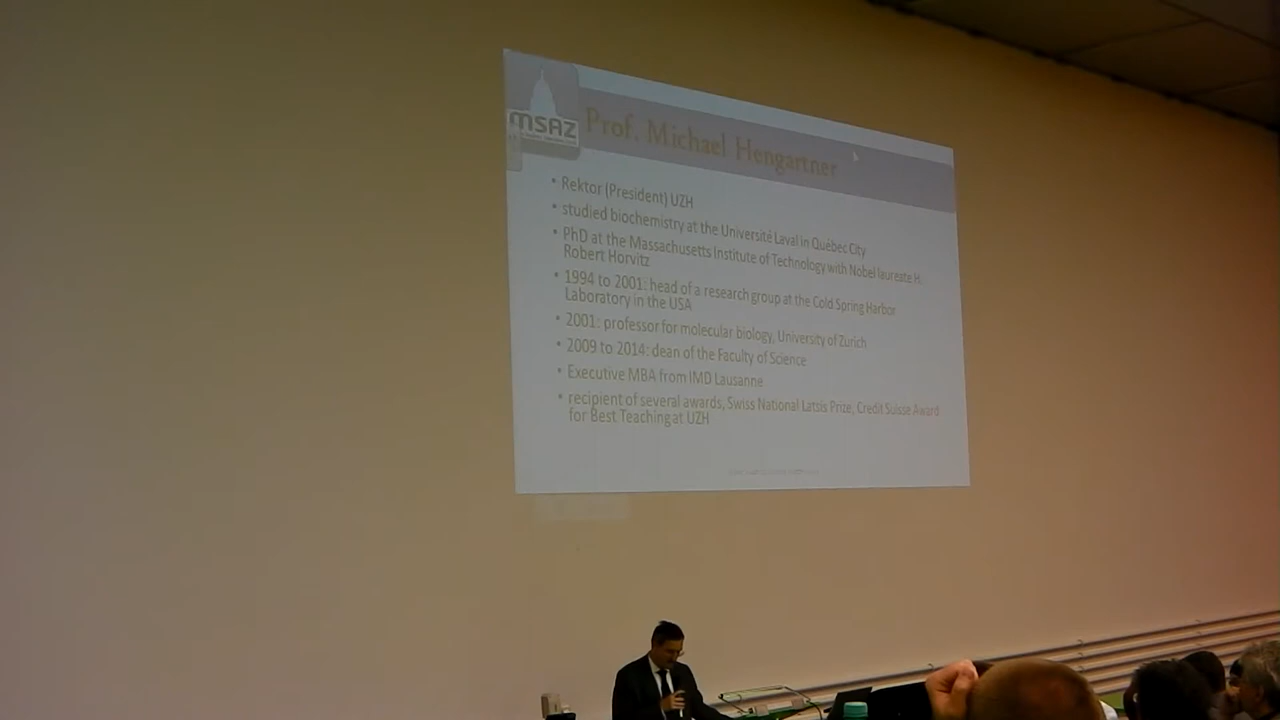 MSAZ
Prof. Michael Hengartner
• Rektor (President) UZH
• studied biochemistry at the Université Laval in Québec City
• PhD at the Massachusetts Institute of Technology with Nobel laureate H.
Robert Horvitz
• 1994 to 2001: head of a research group at the Cold Spring Harbor
Laboratory in the USA
• 2001: professor for molecular biology, University of Zurich
• 2009 to 2014: dean of the Faculty of Science
• Executive MBA from IMD Lausanne
• recipient of several awards, Swiss National Latsis Prize, Credit Suisse Award
for Best Teaching at UZH